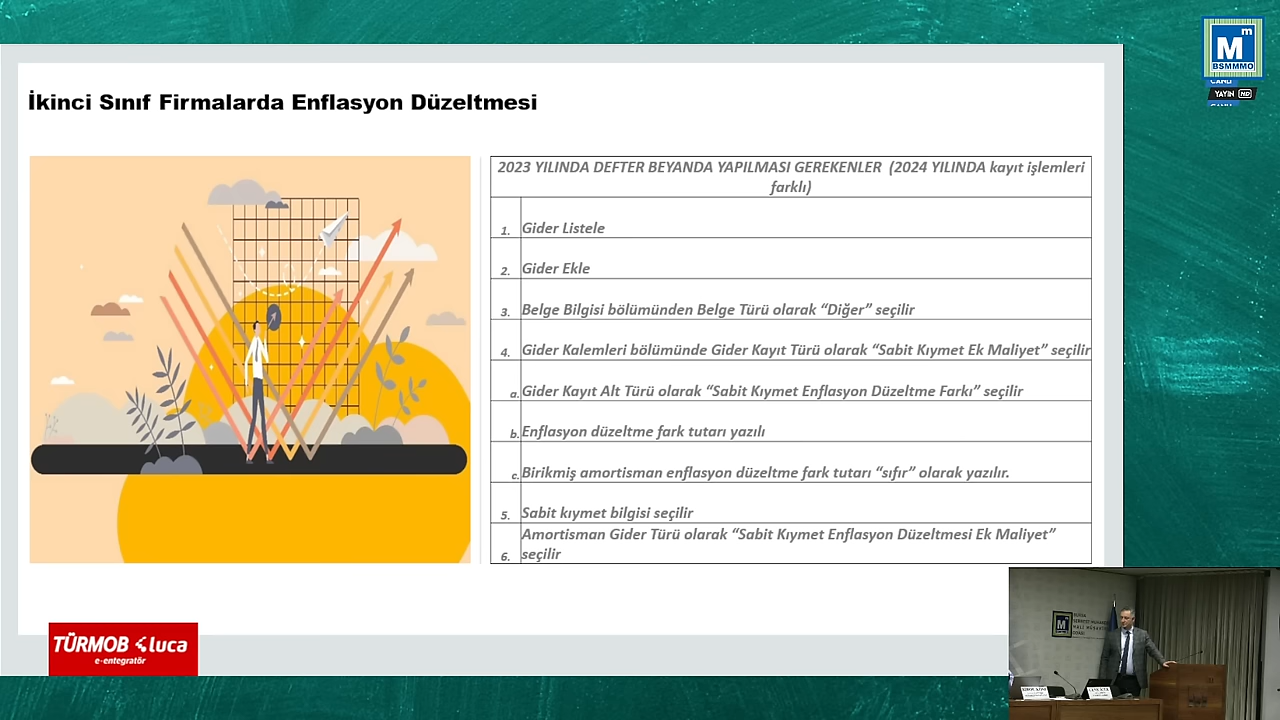 İkinci Sınıf Firmalarda Enflasyon Düzeltmesi
2023 YILINDA DEFTER BEYANDA YAPILMASI GEREKENLER (2024 YILINDA kayıt işlemleri
farklı)
1. Gider Listele
2. Gider Ekle
3. Belge Bilgisi bölümünden Belge Türü olarak “Diğer” seçilir
4. Gider Kalemleri bölümünde Gider Kayıt Türü olarak “Sabit Kıymet Ek Maliyet” seçilir
a. Gider Kayıt Alt Türü olarak “Sabit Kıymet Enflasyon Düzeltme Farkı” seçilir
b. Enflasyon düzeltme fark tutarı yazılı
c. Birikmiş amortisman enflasyon düzeltme fark tutarı “sıfır” olarak yazılır.
5. Sabit kıymet bilgisi seçilir
6. Amortisman Gider Türü olarak “Sabit Kıymet Enflasyon Düzeltmesi Ek Maliyet”
seçilir
TÜRMOB luca
e-entegratör
Mm
BSMMMO
YAYIN HD